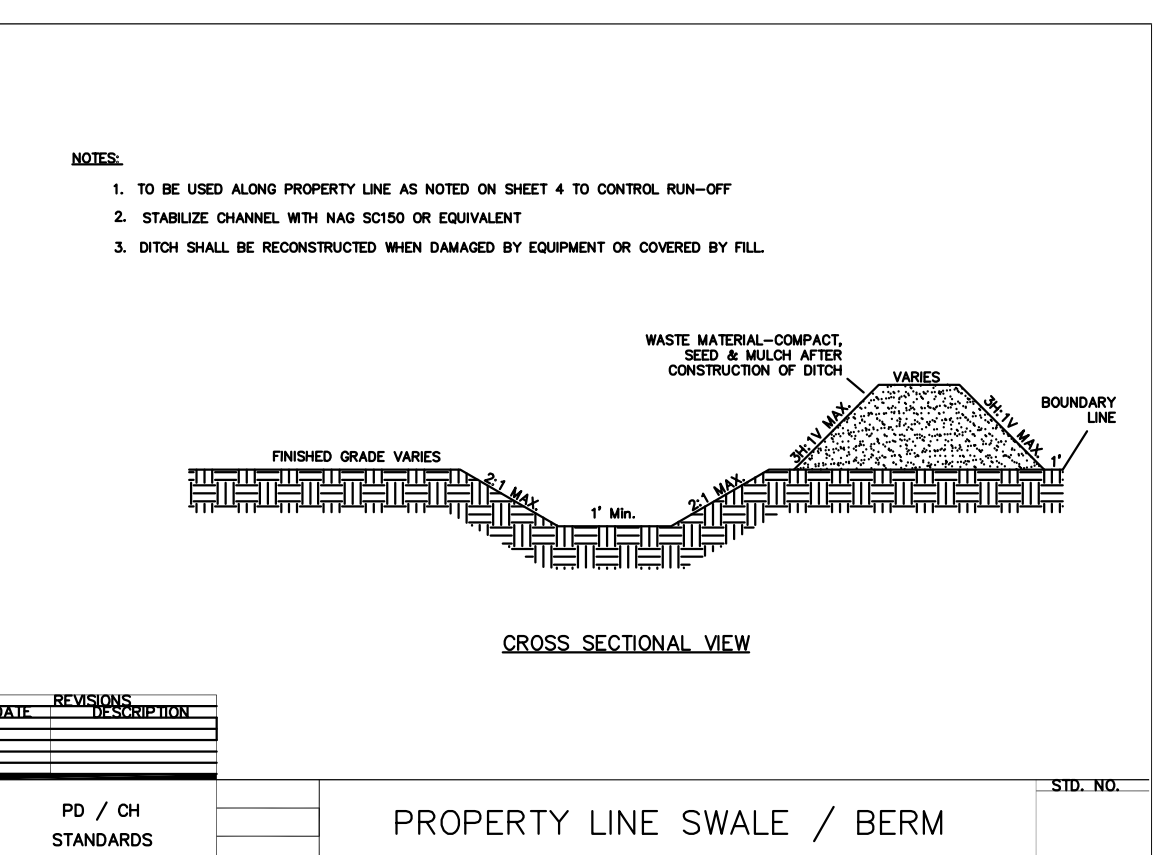 NOTES:
1. TO BE USED ALONG PROPERTY LINE AS NOTED ON SHEET 4 TO CONTROL RUN-OFF
2. STABILIZE CHANNEL WITH NAG SC150 OR EQUIVALENT
3. DITCH SHALL BE RECONSTRUCTED WHEN DAMAGED BY EQUIPMENT OR COVERED BY FILL.
WASTE MATERIAL-COMPACT,
SEED & MULCH AFTER
CONSTRUCTION OF DITCH
VARIES
3H:1V MAX.
3H:1V MAX.
BOUNDARY
LINE
1'
FINISHED GRADE VARIES
2:1 MAX.
1' Min.
2:1 MAX.
CROSS SECTIONAL VIEW
REVISIONS
DATE DESCRIPTION
PD / CH
STANDARDS
PROPERTY LINE SWALE / BERM
STD. NO.